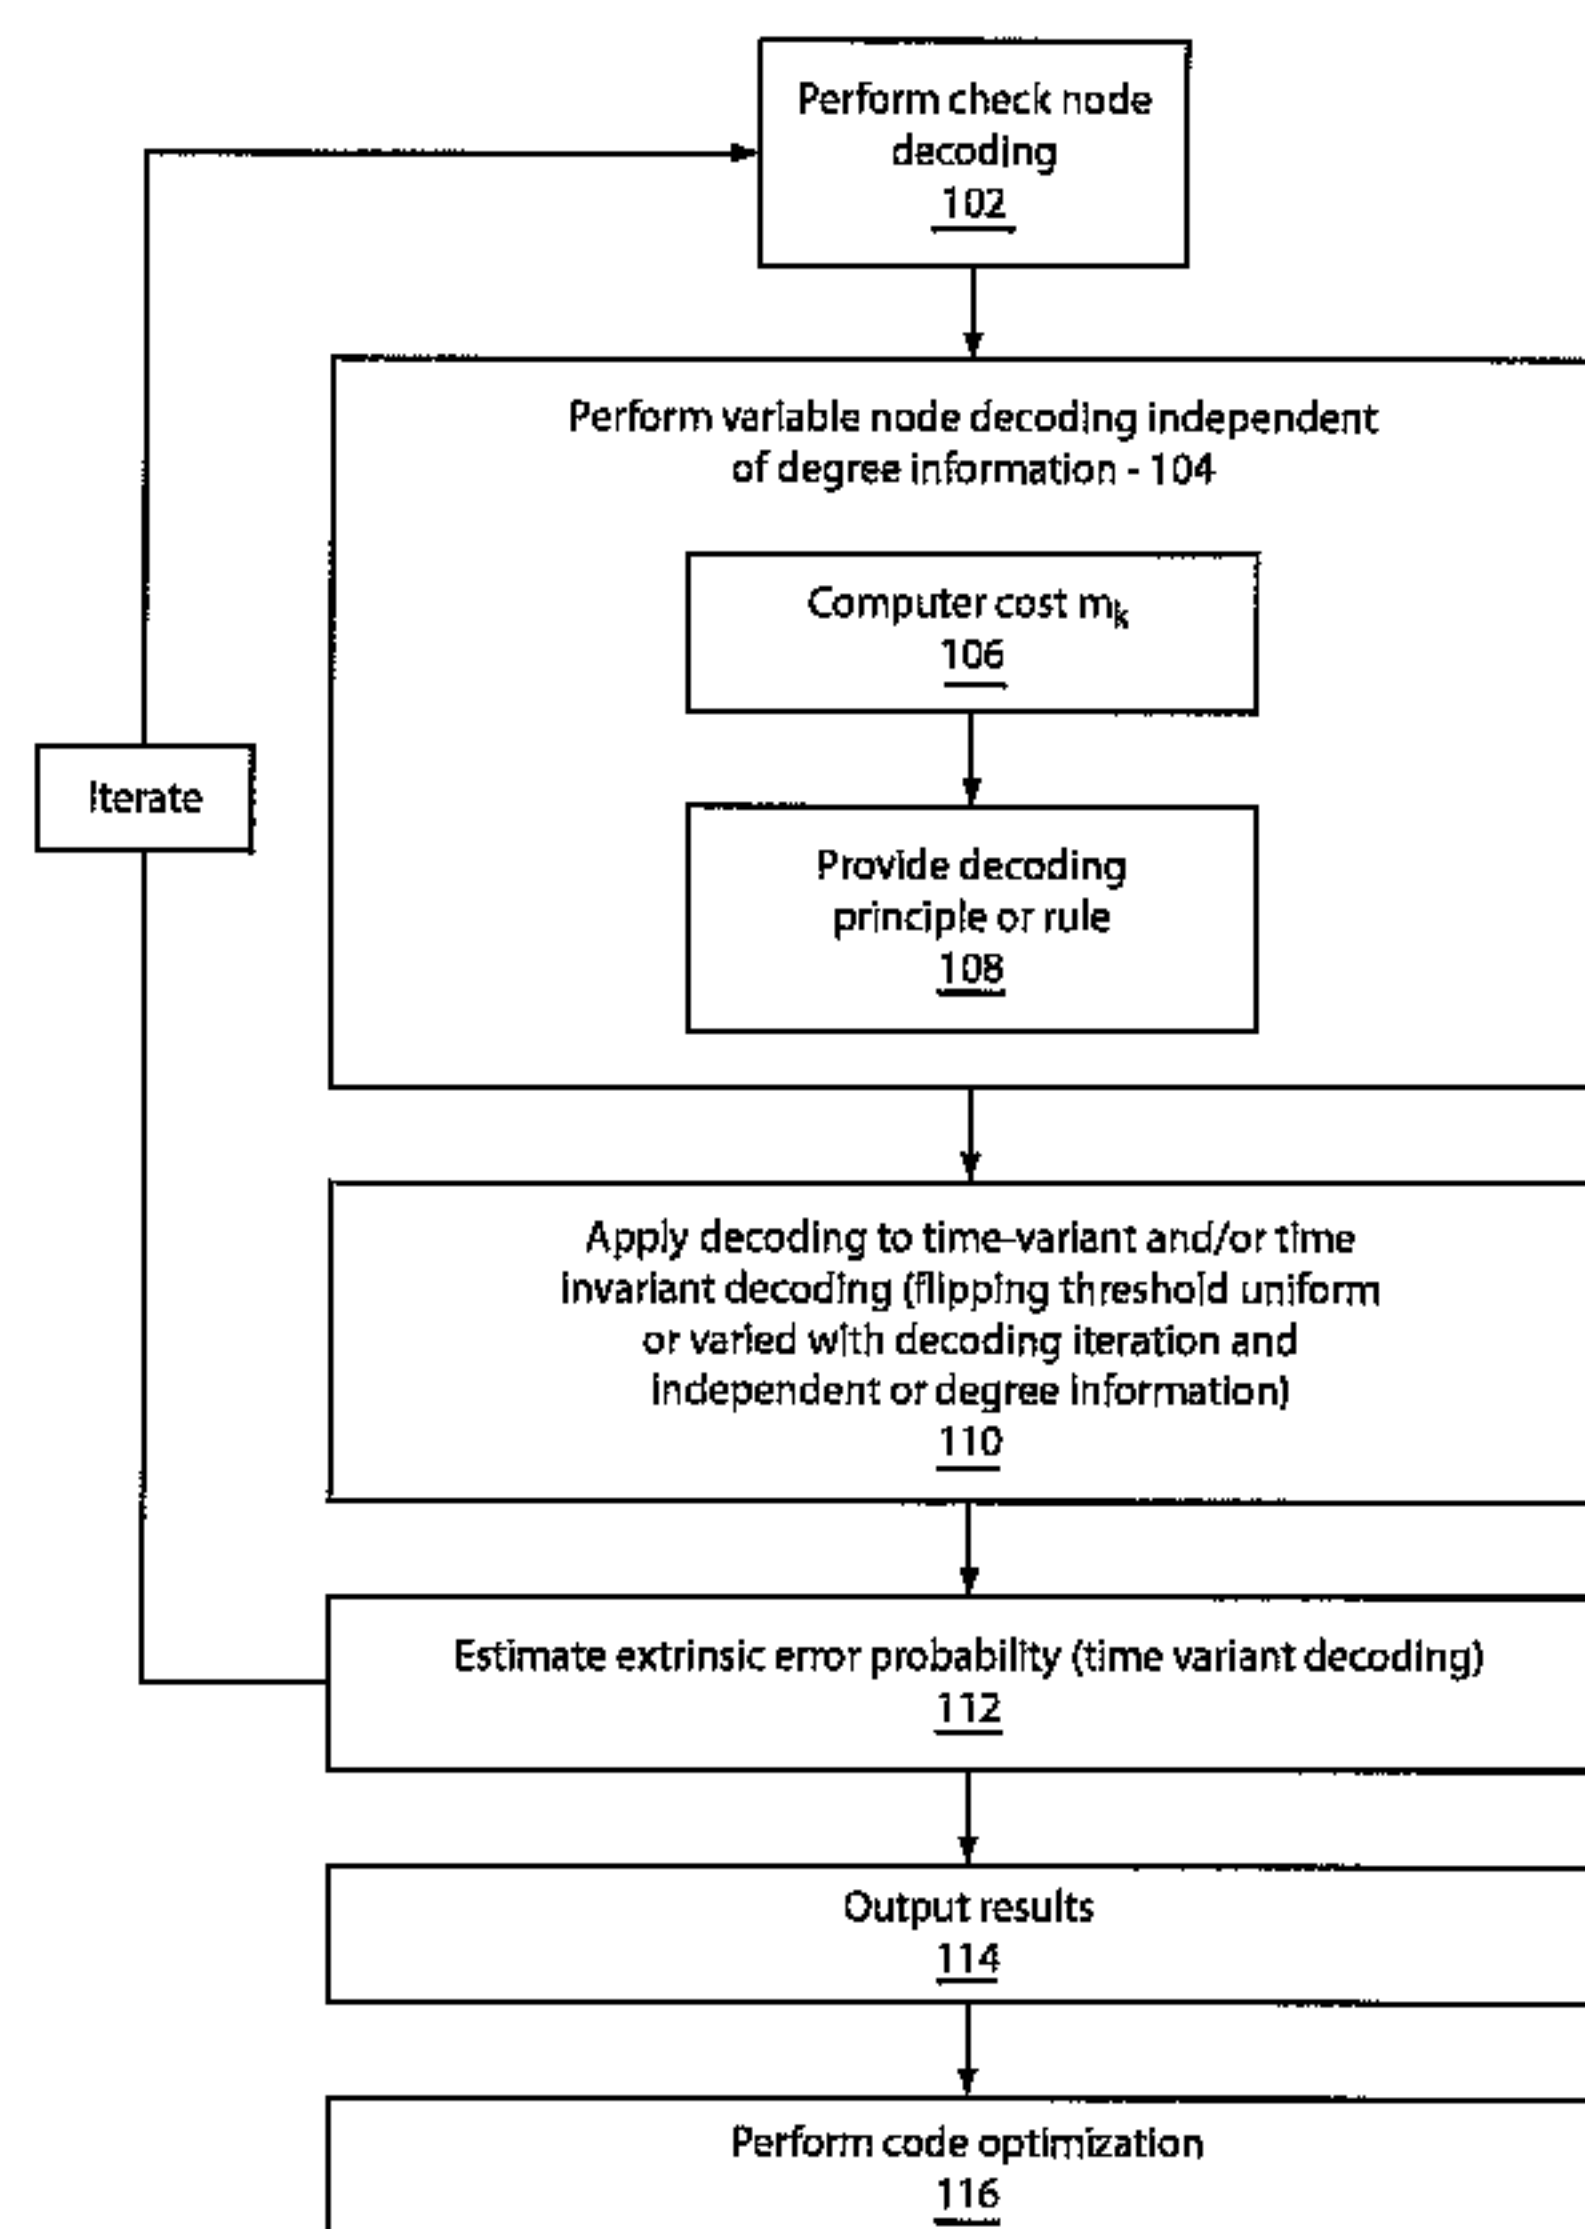 Perform check node
decoding
102
Perform variable node decoding independent
of degree information - 104
Computer cost mk
106
Iterate
Provide decoding
principle or rule
108
Apply decoding to time-variant and/or time
invariant decoding (flipping threshold uniform
or varied with decoding iteration and
independent or degree information)
110
Estimate extrinsic error probability (time variant decoding)
112
Output results
114
Perform code optimization
116